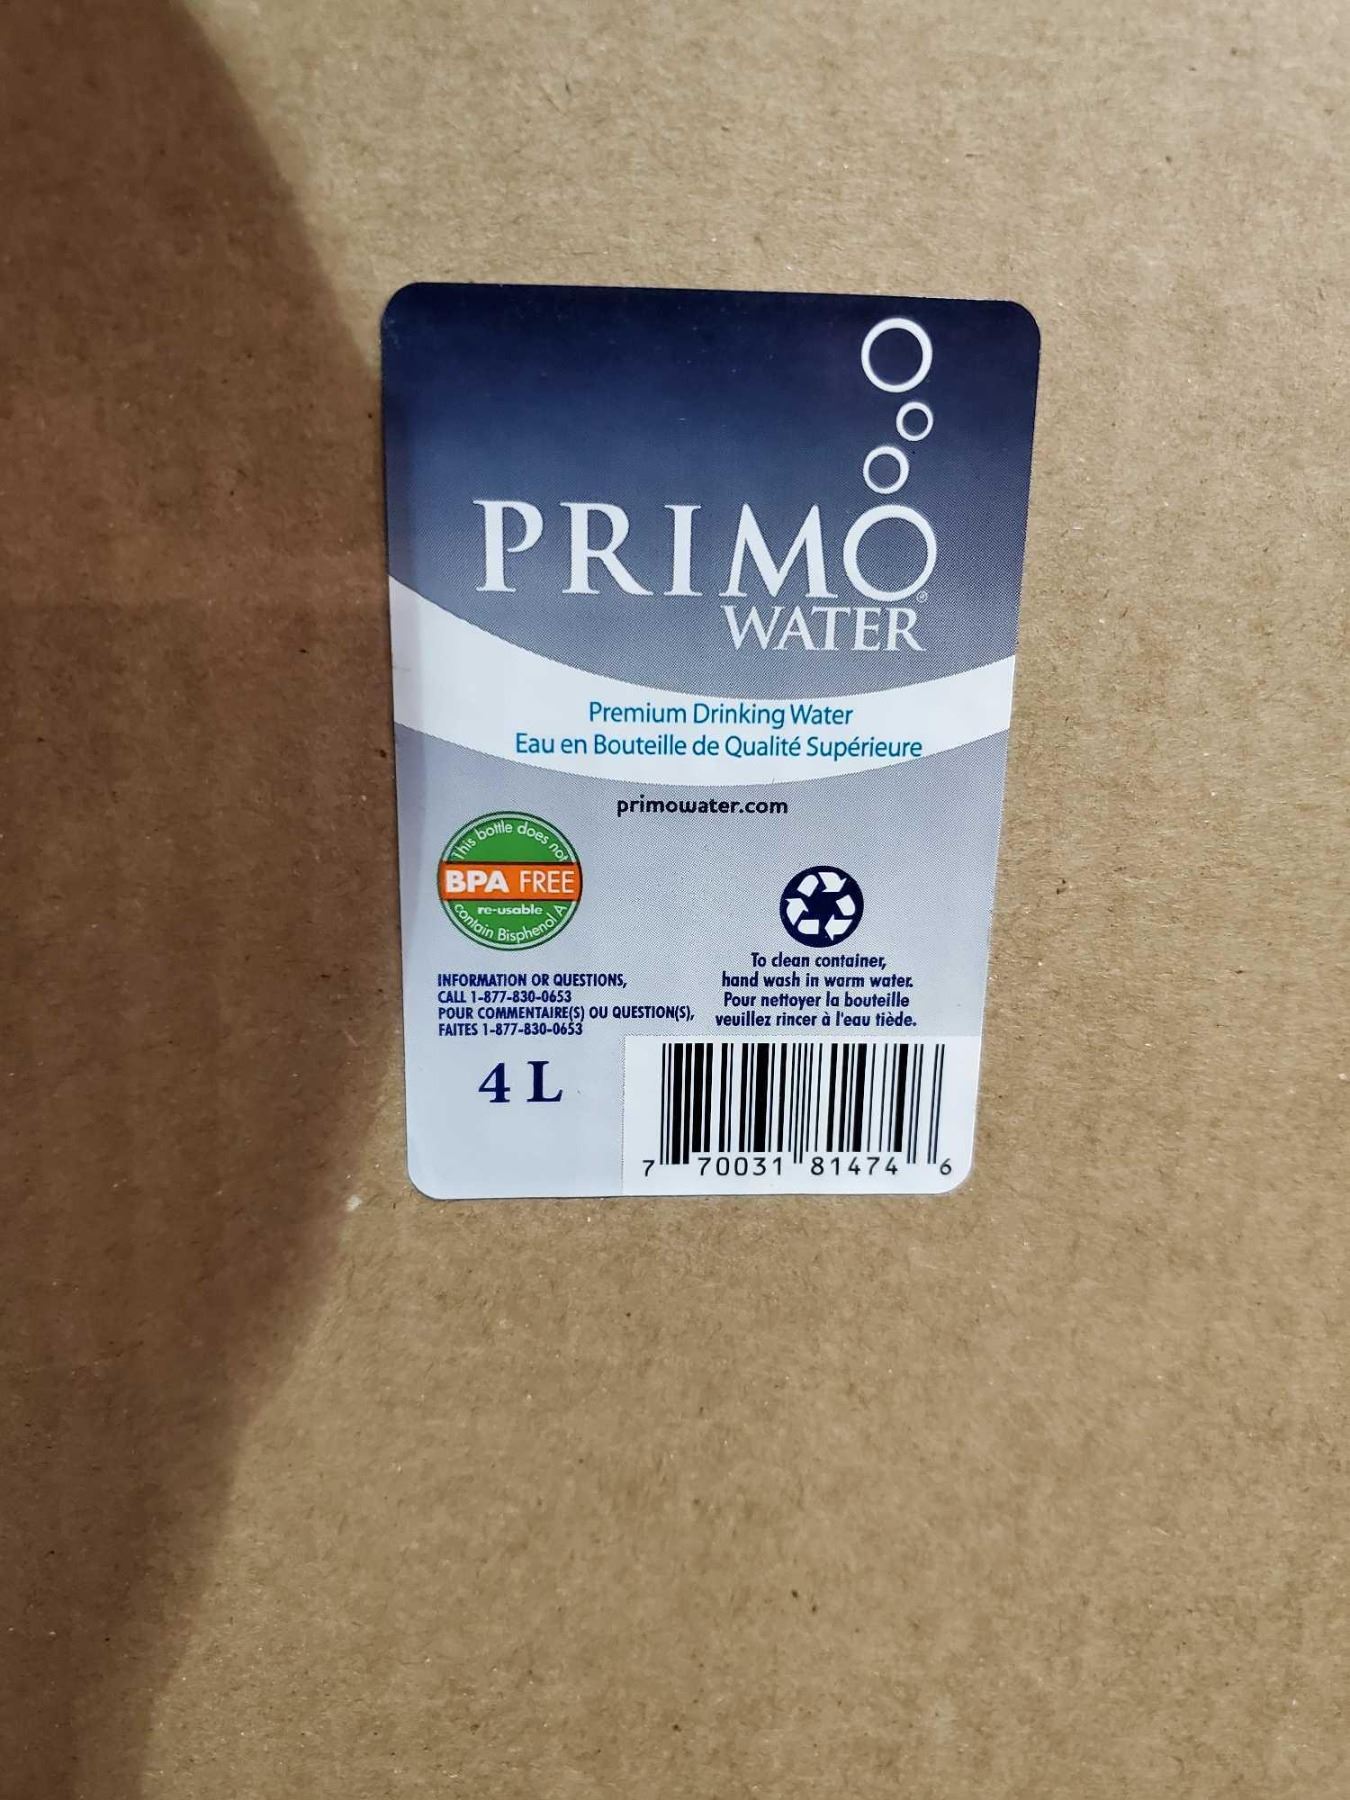 PRIMO®
WATER
Premium Drinking Water
Eau en Bouteille de Qualité Supérieure
primowater.com
This bottle does not
BPA FREE
re-usable
contain Bisphenol A
To clean container,
hand wash in warm water.
Pour nettoyer la bouteille
veuillez rincer à l'eau tiède.
INFORMATION OR QUESTIONS,
CALL 1-877-830-0653
POUR COMMENTAIRE(S) OU QUESTION(S),
FAITES 1-877-830-0653
4 L
7 70031 81474 6